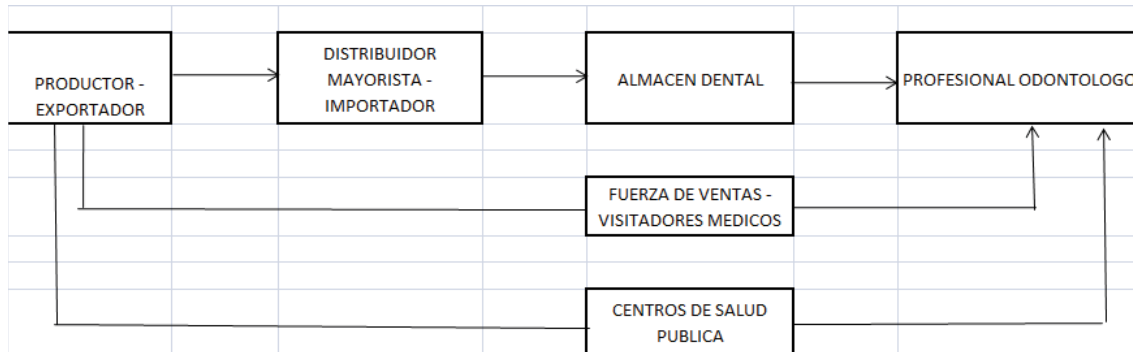 PRODUCTOR -
EXPORTADOR
DISTRIBUIDOR
MAYORISTA -
IMPORTADOR
ALMACEN DENTAL
PROFESIONAL ODONTOLOGO
FUERZA DE VENTAS -
VISITADORES MEDICOS
CENTROS DE SALUD
PUBLICA